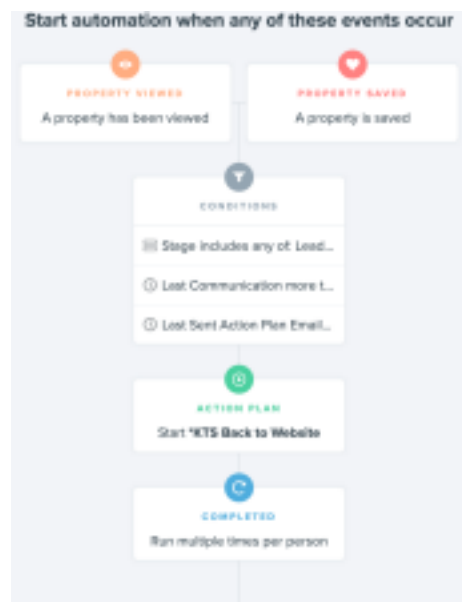 Start automation when any of these events occur
PROPERTY VIEWED
A property has been viewed
PROPERTY SAVED
A property is saved
CONDITIONS
Stage includes any of: Lead...
Last Communication more t...
Last Sent Action Plan Email...
ACTION PLAN
Start "KTS Back to Website
COMPLETED
Run multiple times per person